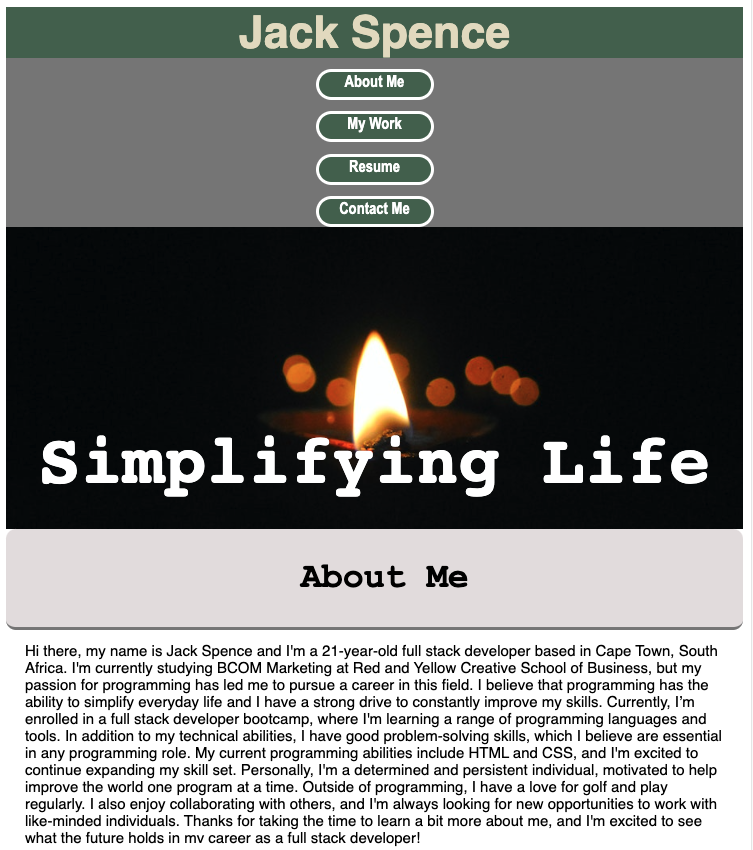 Jack Spence
About Me
My Work
Resume
Contact Me
Simplifying Life
About Me
Hi there, my name is Jack Spence and I'm a 21-year-old full stack developer based in Cape Town, South
Africa. I'm currently studying BCOM Marketing at Red and Yellow Creative School of Business, but my
passion for programming has led me to pursue a career in this field. I believe that programming has the
ability to simplify everyday life and I have a strong drive to constantly improve my skills. Currently, I’m
enrolled in a full stack developer bootcamp, where I'm learning a range of programming languages and
tools. In addition to my technical abilities, I have good problem-solving skills, which I believe are essential
in any programming role. My current programming abilities include HTML and CSS, and I'm excited to
continue expanding my skill set. Personally, I'm a determined and persistent individual, motivated to help
improve the world one program at a time. Outside of programming, I have a love for golf and play
regularly. I also enjoy collaborating with others, and I'm always looking for new opportunities to work with
like-minded individuals. Thanks for taking the time to learn a bit more about me, and I'm excited to see
what the future holds in my career as a full stack developer!